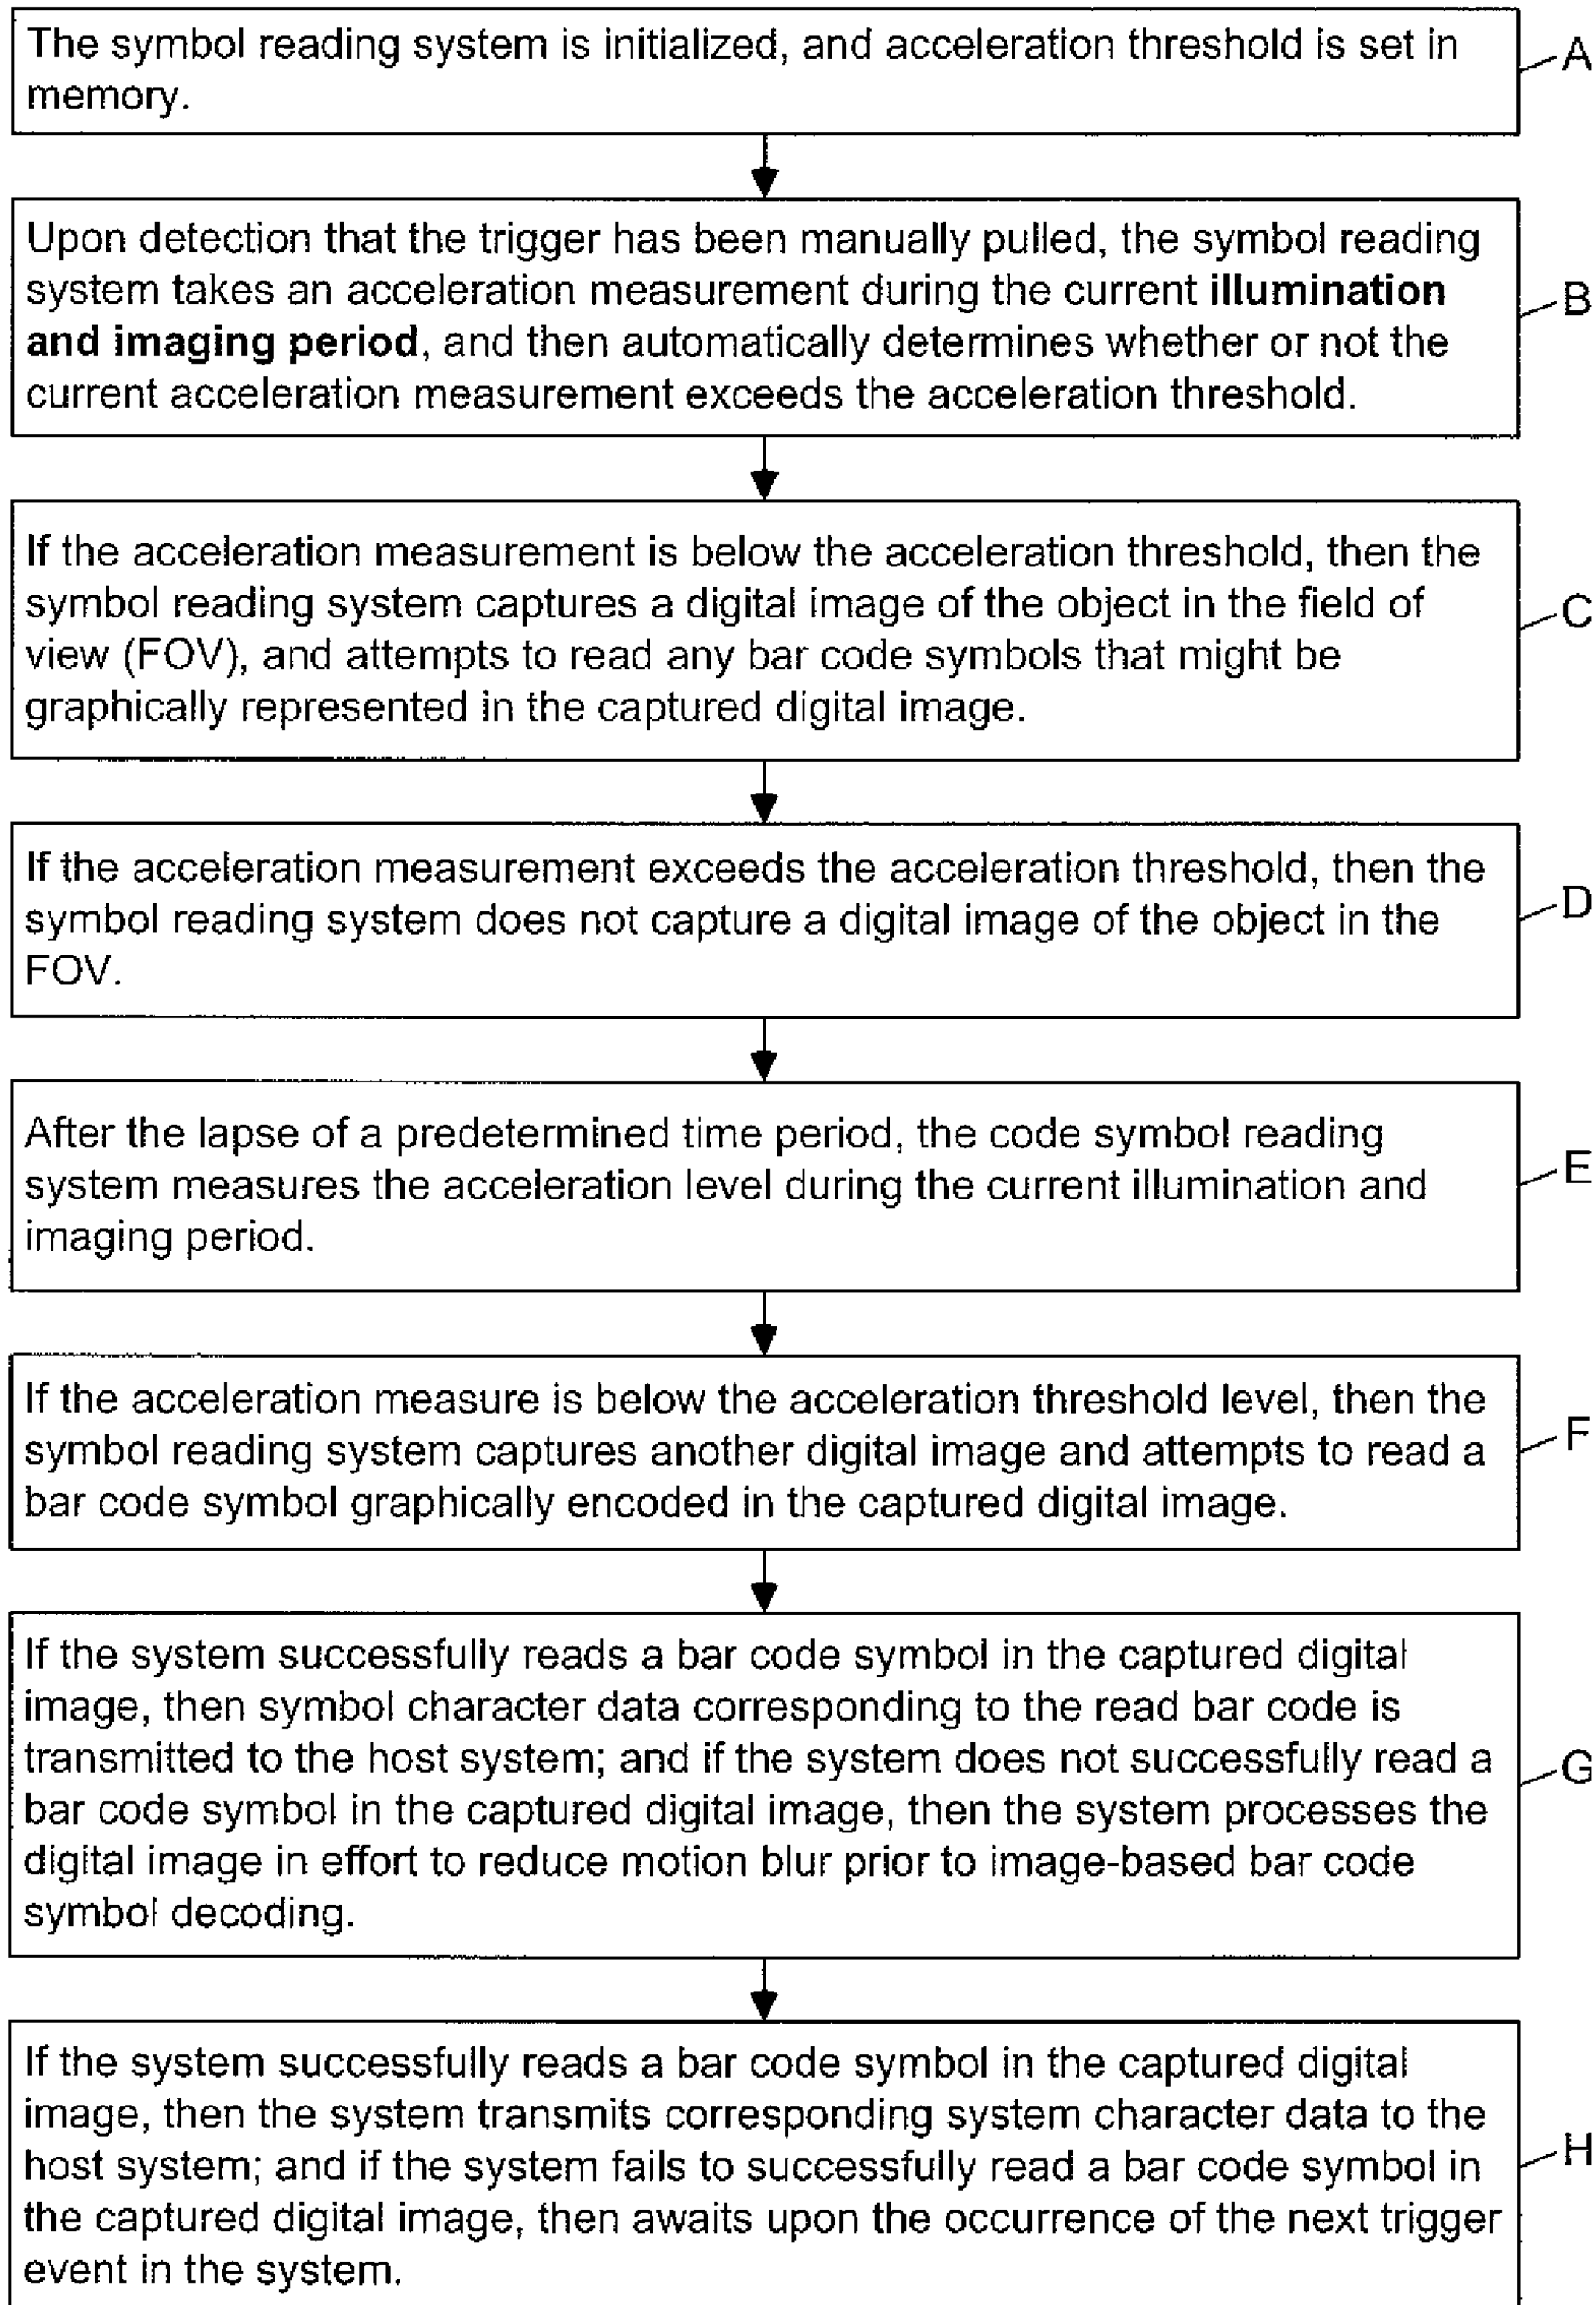 The symbol reading system is initialized, and acceleration threshold is set in
memory.
A
Upon detection that the trigger has been manually pulled, the symbol reading
system takes an acceleration measurement during the current illumination
and imaging period, and then automatically determines whether or not the
current acceleration measurement exceeds the acceleration threshold.
B
If the acceleration measurement is below the acceleration threshold, then the
symbol reading system captures a digital image of the object in the field of
view (FOV), and attempts to read any bar code symbols that might be
graphically represented in the captured digital image.
C
If the acceleration measurement exceeds the acceleration threshold, then the
symbol reading system does not capture a digital image of the object in the
FOV.
D
After the lapse of a predetermined time period, the code symbol reading
system measures the acceleration level during the current illumination and
imaging period.
E
If the acceleration measure is below the acceleration threshold level, then the
symbol reading system captures another digital image and attempts to read a
bar code symbol graphically encoded in the captured digital image.
F
If the system successfully reads a bar code symbol in the captured digital
image, then symbol character data corresponding to the read bar code is
transmitted to the host system; and if the system does not successfully read a
bar code symbol in the captured digital image, then the system processes the
digital image in effort to reduce motion blur prior to image-based bar code
symbol decoding.
G
If the system successfully reads a bar code symbol in the captured digital
image, then the system transmits corresponding system character data to the
host system; and if the system fails to successfully read a bar code symbol in
the captured digital image, then awaits upon the occurrence of the next trigger
event in the system.
H